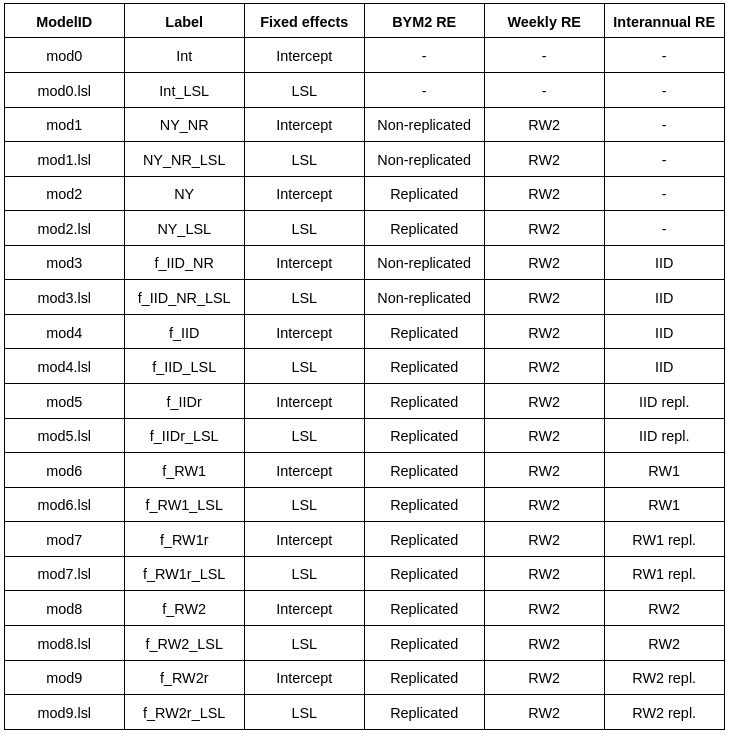 ModelID Label Fixed effects BYM2 RE Weekly RE Interannual RE
mod0 Int Intercept - - -
mod0.lsl Int_LSL LSL - - -
mod1 NY_NR Intercept Non-replicated RW2 -
mod1.lsl NY_NR_LSL LSL Non-replicated RW2 -
mod2 NY Intercept Replicated RW2 -
mod2.lsl NY_LSL LSL Replicated RW2 -
mod3 f_IID_NR Intercept Non-replicated RW2 IID
mod3.lsl f_IID_NR_LSL LSL Non-replicated RW2 IID
mod4 f_IID Intercept Replicated RW2 IID
mod4.lsl f_IID_LSL LSL Replicated RW2 IID
mod5 f_IIDr Intercept Replicated RW2 IID repl.
mod5.lsl f_IIDr_LSL LSL Replicated RW2 IID repl.
mod6 f_RW1 Intercept Replicated RW2 RW1
mod6.lsl f_RW1_LSL LSL Replicated RW2 RW1
mod7 f_RW1r Intercept Replicated RW2 RW1 repl.
mod7.lsl f_RW1r_LSL LSL Replicated RW2 RW1 repl.
mod8 f_RW2 Intercept Replicated RW2 RW2
mod8.lsl f_RW2_LSL LSL Replicated RW2 RW2
mod9 f_RW2r Intercept Replicated RW2 RW2 repl.
mod9.lsl f_RW2r_LSL LSL Replicated RW2 RW2 repl.